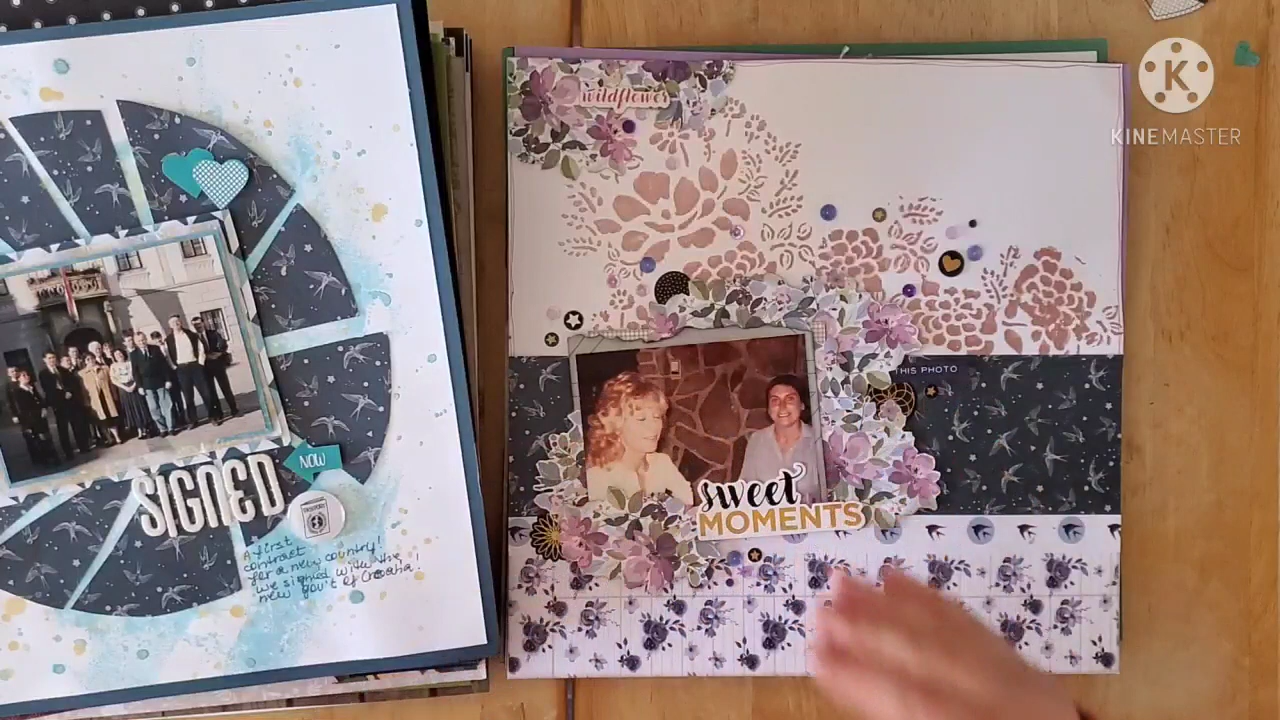 K
KINEMASTER
wildflower
THIS PHOTO
NOW
SIGNED
sweet
MOMENTS
A first
contract
for a new country!
we signed with the
new gov't of Croatia!